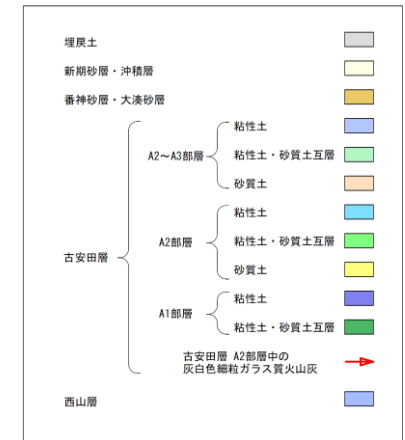 埋戻土
新期砂層・沖積層
番神砂層・大湊砂層
古安田層
A2～A3部層
粘性土
粘性土・砂質土互層
砂質土
A2部層
粘性土
粘性土・砂質土互層
砂質土
A1部層
粘性土
粘性土・砂質土互層
古安田層 A2部層中の
灰白色細粒ガラス質火山灰
西山層